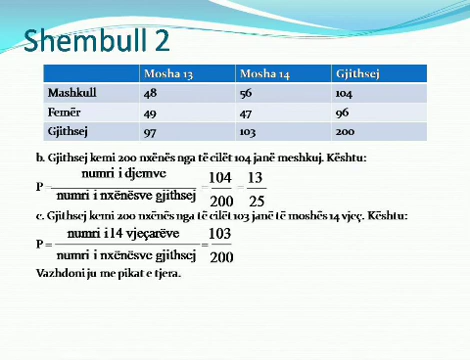 Shembull 2
Mosha 13 Mosha 14 Gjithsej
Mashkull 48 56 104
Femër 49 47 96
Gjithsej 97 103 200
b. Gjithsej kemi 200 nxënës nga të cilët 104 janë meshkuj. Kështu:
P = numri i djemve / numri i nxënësve gjithsej = 104/200 = 13/25
c. Gjithsej kemi 200 nxënës nga të cilët 103 janë të moshës 14 vjeç. Kështu:
P = numri i 14 vjeçarëve / numri i nxënësve gjithsej = 103/200
Vazhdoni ju me pikat e tjera.